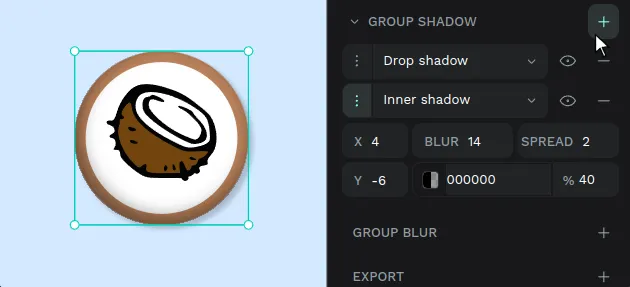 GROUP SHADOW
Drop shadow
Inner shadow
X 4 BLUR 14 SPREAD 2
Y -6 000000 % 40
GROUP BLUR
EXPORT